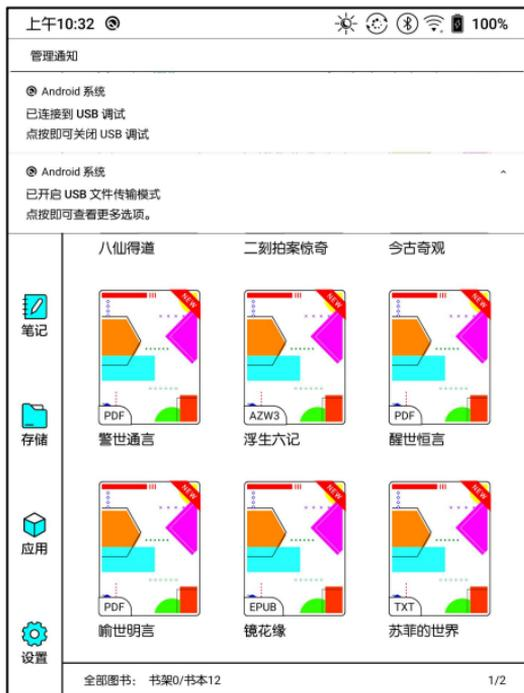 上午10:32
100%
管理通知
Android 系统
已连接到 USB 调试
点按即可关闭 USB 调试
Android 系统
已开启 USB 文件传输模式
点按即可查看更多选项。
八仙得道
二刻拍案惊奇
今古奇观
笔记
NEW
NEW
NEW
PDF
AZW3
PDF
警世通言
浮生六记
醒世恒言
存储
NEW
NEW
NEW
应用
PDF
EPUB
TXT
喻世明言
镜花缘
苏菲的世界
设置
全部图书： 书架0/书本12
1/2